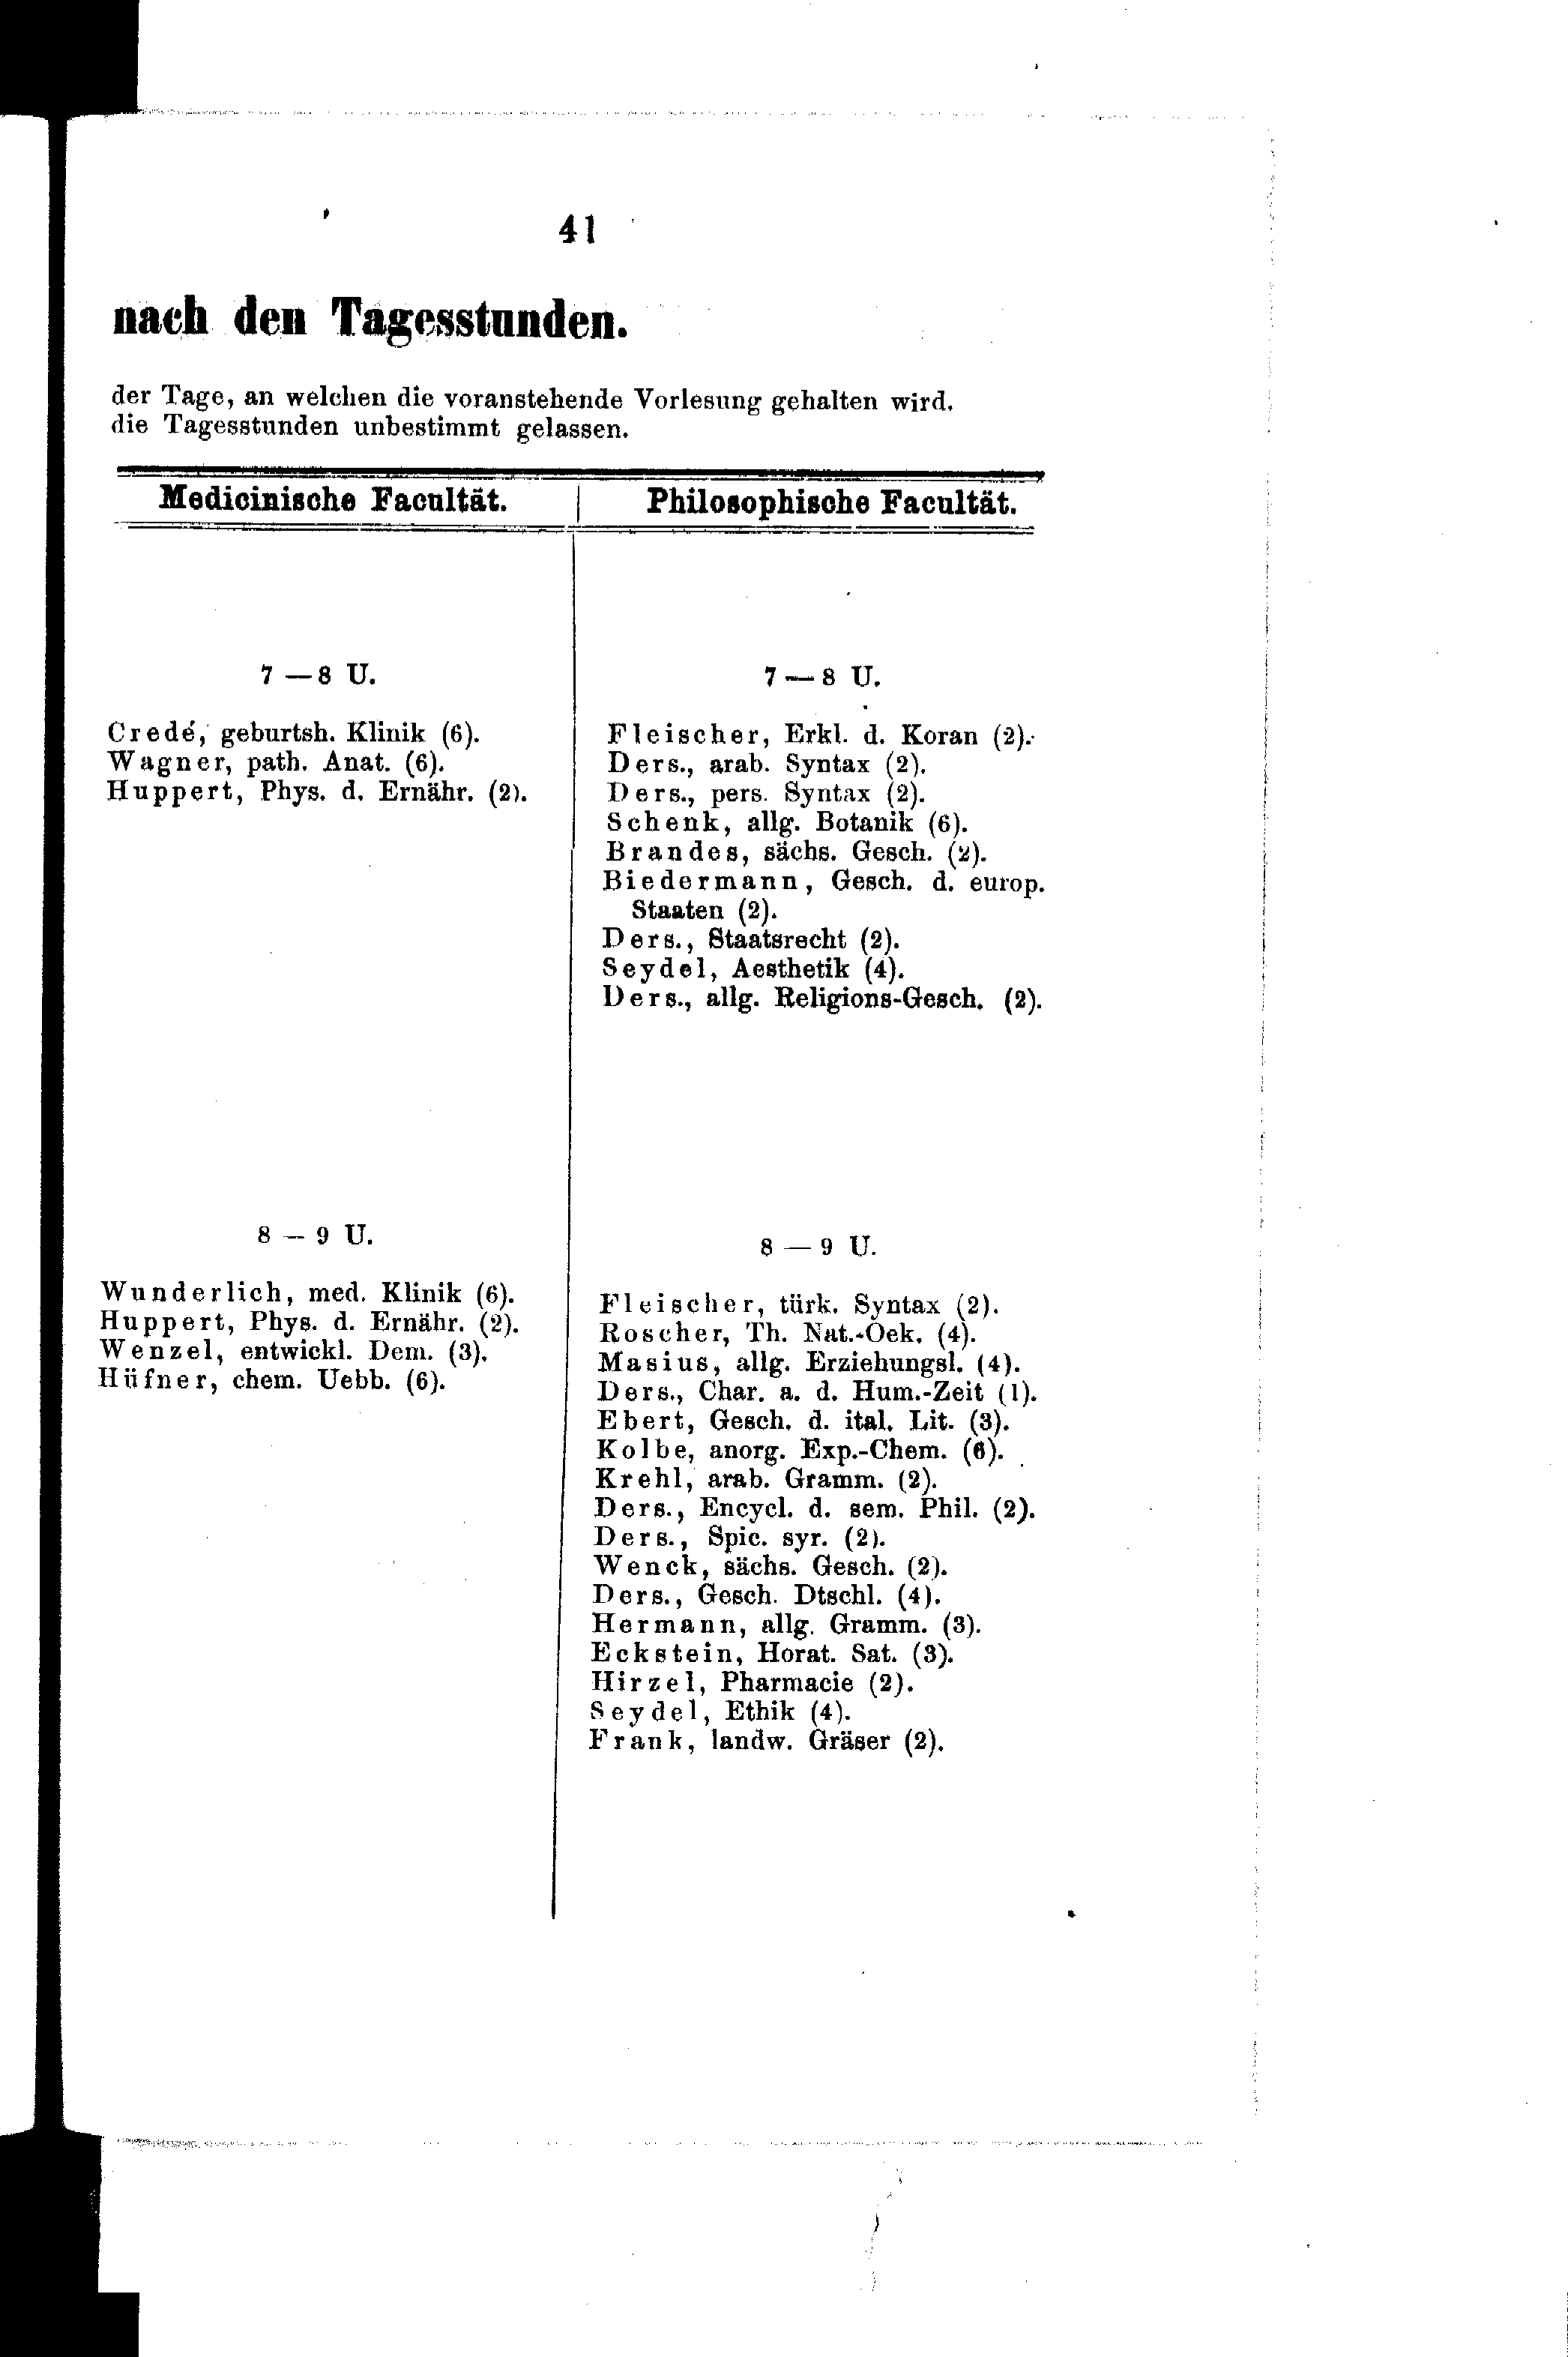 41
nach den Tagesstunden.
der Tage, an welchen die voranstehende Vorlesung gehalten wird.
die Tagesstunden unbestimmt gelassen.
Medicinische Facultät.
7 — 8 U.
Credé, geburtsh. Klinik (6).
Wagner, path. Anat. (6).
Huppert, Phys. d. Ernähr. (2).
8 — 9 U.
Wunderlich, med. Klinik (6).
Huppert, Phys. d. Ernähr. (2).
Wenzel, entwickl. Dem. (3).
Hüfner, chem. Uebb. (6).
Philosophische Facultät.
7 — 8 U.
Fleischer, Erkl. d. Koran (2).
Ders., arab. Syntax (2).
Ders., pers. Syntax (2).
Schenk, allg. Botanik (6).
Brandes, sächs. Gesch. (2).
Biedermann, Gesch. d. europ.
Staaten (2).
Ders., Staatsrecht (2).
Seydel, Aesthetik (4).
Ders., allg. Religions-Gesch. (2).
8 — 9 U.
Fleischer, türk. Syntax (2).
Roscher, Th. Nat.-Oek. (4).
Masius, allg. Erziehungsl. (4).
Ders., Char. a. d. Hum.-Zeit (1).
Ebert, Gesch. d. ital. Lit. (3).
Kolbe, anorg. Exp.-Chem. (6).
Krehl, arab. Gramm. (2).
Ders., Encycl. d. sem. Phil. (2).
Ders., Spic. syr. (2).
Wenck, sächs. Gesch. (2).
Ders., Gesch. Dtschl. (4).
Hermann, allg. Gramm. (3).
Eckstein, Horat. Sat. (3).
Hirzel, Pharmacie (2).
Seydel, Ethik (4).
Frank, landw. Gräser (2).